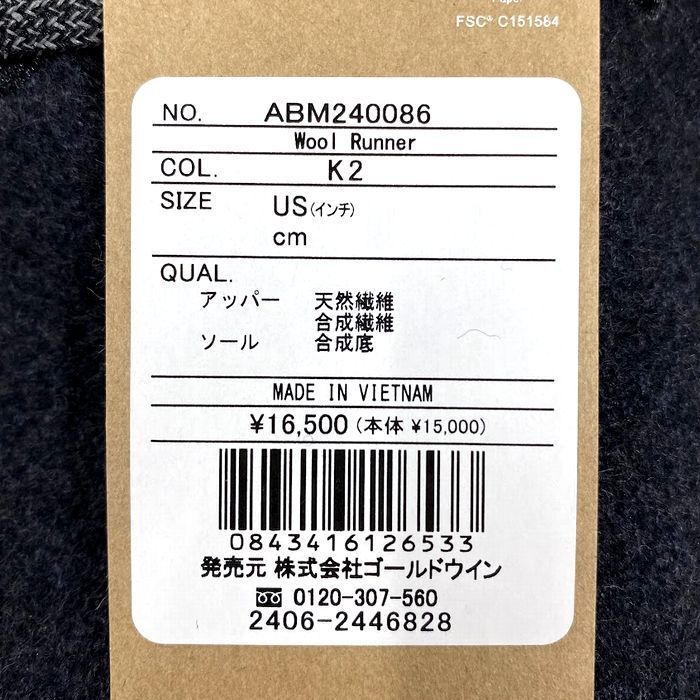 Paper
FSC® C151584
NO. ABM240086
Wool Runner
COL. K2
SIZE US(インチ)
cm
QUAL.
アッパー 天然繊維
合成繊維
ソール 合成底
MADE IN VIETNAM
¥16,500 (本体 ¥15,000)
0843416126533
発売元 株式会社ゴールドウイン
0120-307-560
2406-2446828